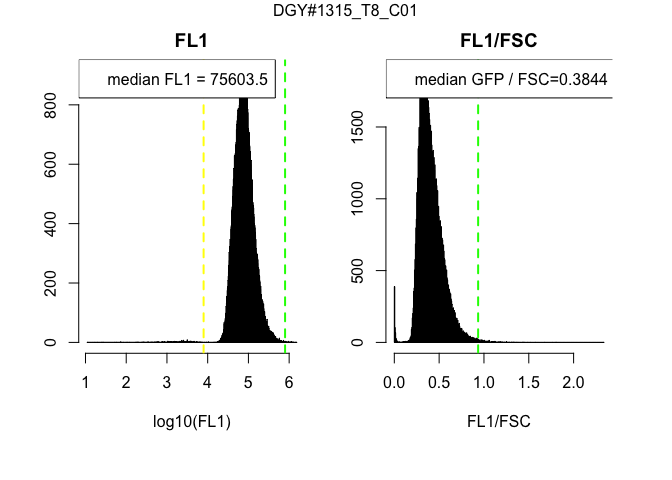 DGY#1315_T8_C01
FL1
median FL1 = 75603.5
0
200
400
600
800
1 2 3 4 5 6
log10(FL1)
FL1/FSC
median GFP / FSC=0.3844
0
500
1000
1500
0.0 0.5 1.0 1.5 2.0
FL1/FSC